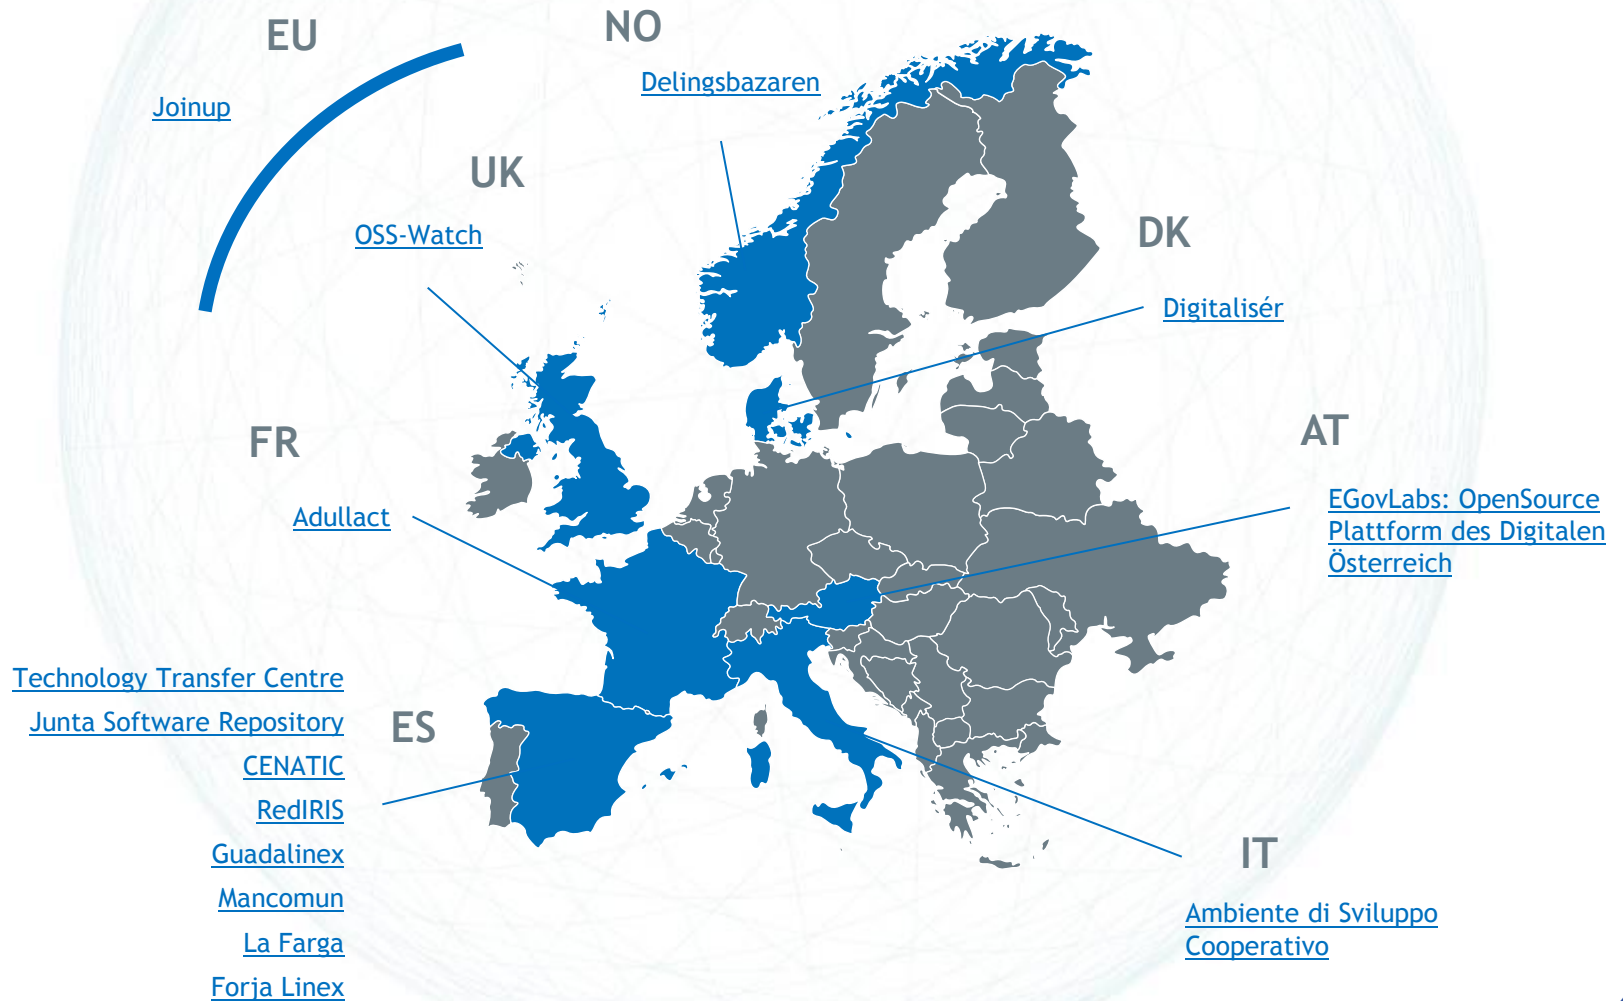 EU
Joinup
NO
Delingsbazaren
UK
OSS-Watch
DK
Digitalisér
FR
Adullact
AT
EGovLabs: OpenSource
Plattform des Digitalen
Österreich
ES
Technology Transfer Centre
Junta Software Repository
CENATIC
RedIRIS
Guadalinex
Mancomun
La Farga
Forja Linex
IT
Ambiente di Sviluppo
Cooperativo